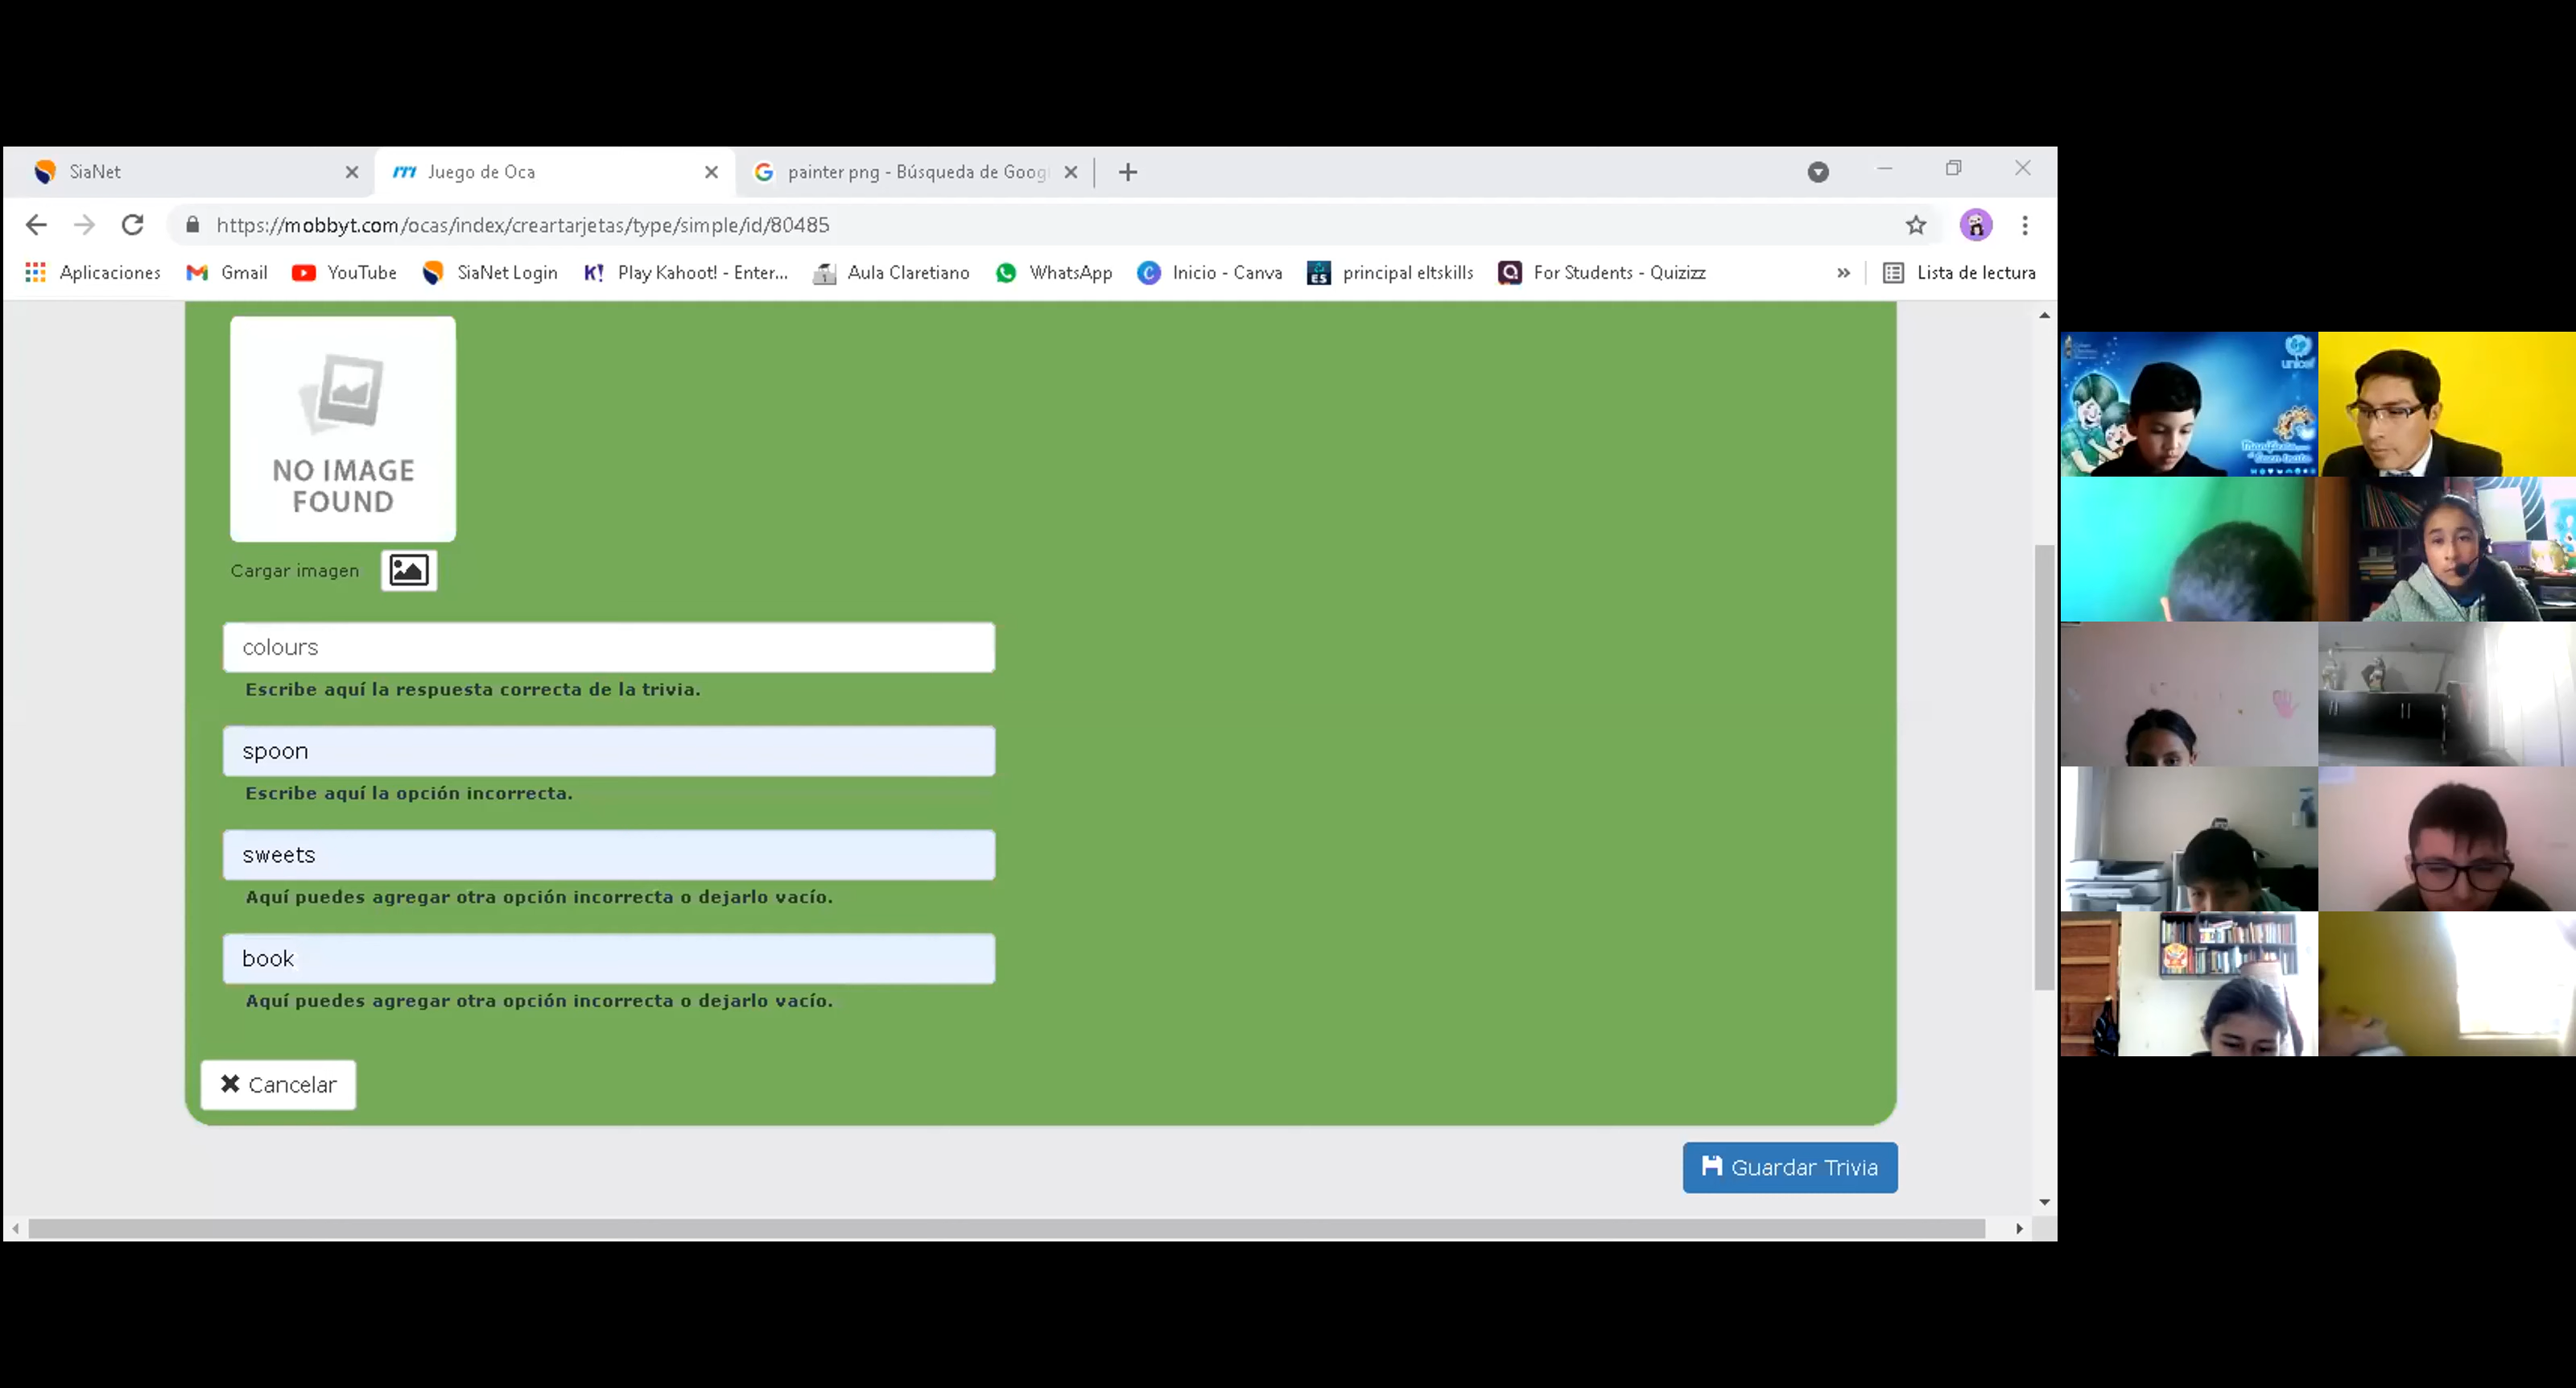 SiaNet
Juego de Oca
painter png - Búsqueda de Goog
https://mobbyt.com/ocas/index/creartarjetas/type/simple/id/80485
Aplicaciones
Gmail
YouTube
SiaNet Login
K! Play Kahoot! - Enter...
Aula Claretiano
WhatsApp
Inicio - Canva
ES principal eltskills
For Students - Quizizz
»
Lista de lectura
NO IMAGE
FOUND
Cargar imagen
colours
Escribe aquí la respuesta correcta de la trivia.
spoon
Escribe aquí la opción incorrecta.
sweets
Aquí puedes agregar otra opción incorrecta o dejarlo vacío.
book
Aquí puedes agregar otra opción incorrecta o dejarlo vacío.
Cancelar
Guardar Trivia
unicef
Buen trato